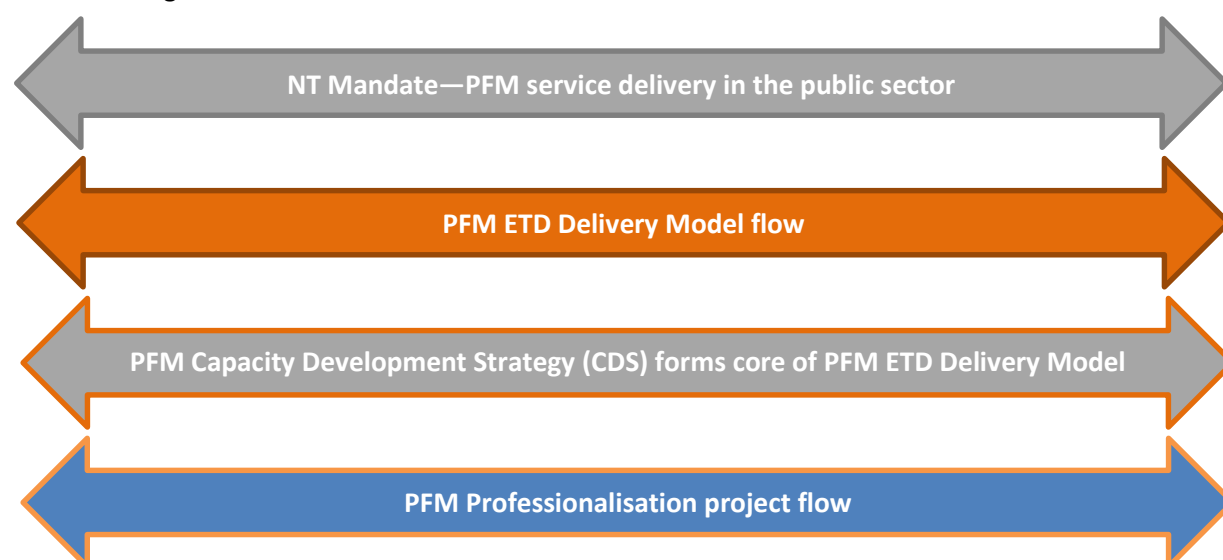 NT Mandate—PFM service delivery in the public sector
PFM ETD Delivery Model flow
PFM Capacity Development Strategy (CDS) forms core of PFM ETD Delivery Model
PFM Professionalisation project flow